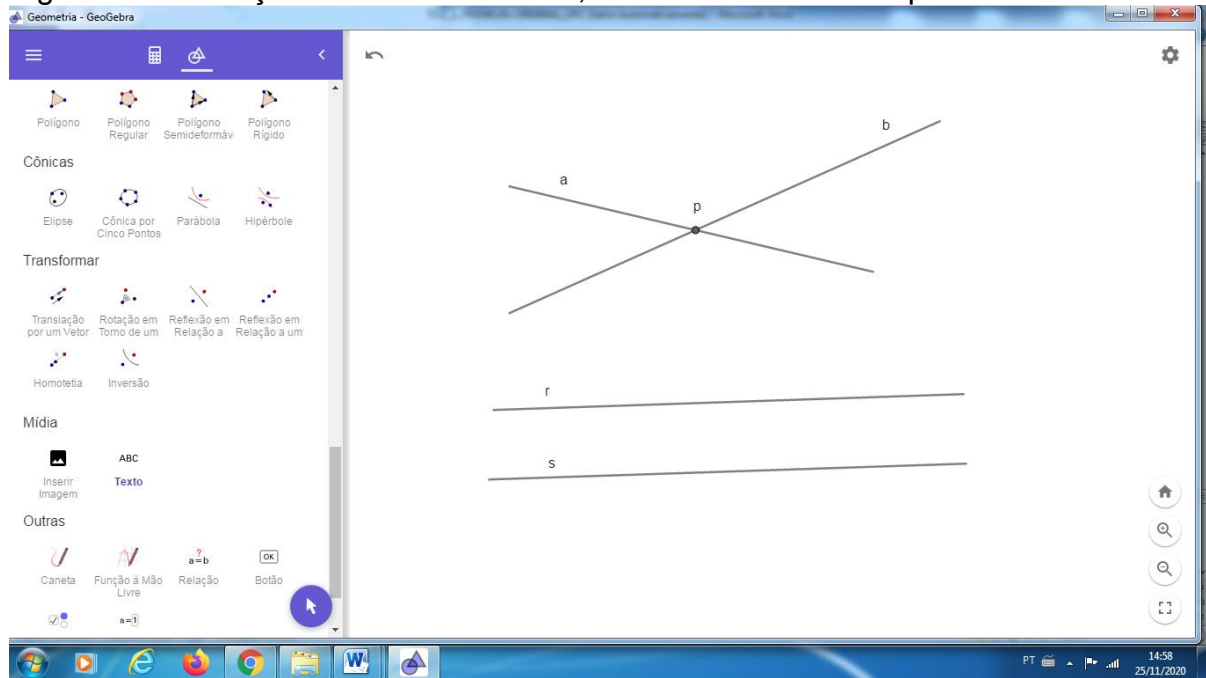 Geometria - GeoGebra
Polígono
Polígono
Regular
Polígono
Semideformáv
Polígono
Rígido
Cônicas
Elipse
Cônica por
Cinco Pontos
Parábola
Hipérbole
Transformar
Translação
por um Vetor
Rotação em
Torno de um
Reflexão em
Relação a
Reflexão em
Relação a um
Homotetia
Inversão
Mídia
Inserir
Imagem
ABC
Texto
Outras
Caneta
Função à Mão
Livre
?
a=b
Relação
OK
Botão
a=1
a
b
p
r
s
PT
14:58
25/11/2020